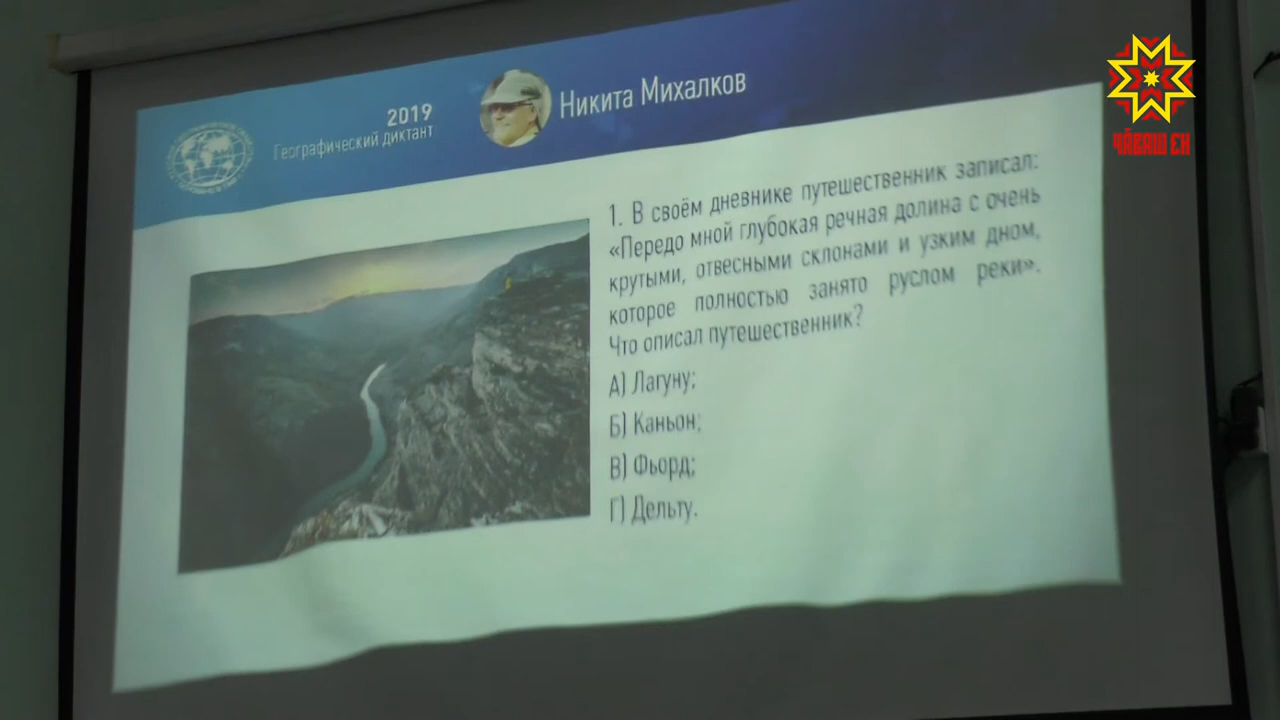 2019
Географический диктант
Никита Михалков
ЧӐВАШ ЕН
1. В своём дневнике путешественник записал:
«Передо мной глубокая речная долина с очень
крутыми, отвесными склонами и узким дном,
которое полностью занято руслом реки».
Что описал путешественник?
А) Лагуну;
Б) Каньон;
В) Фьорд;
Г) Дельту.